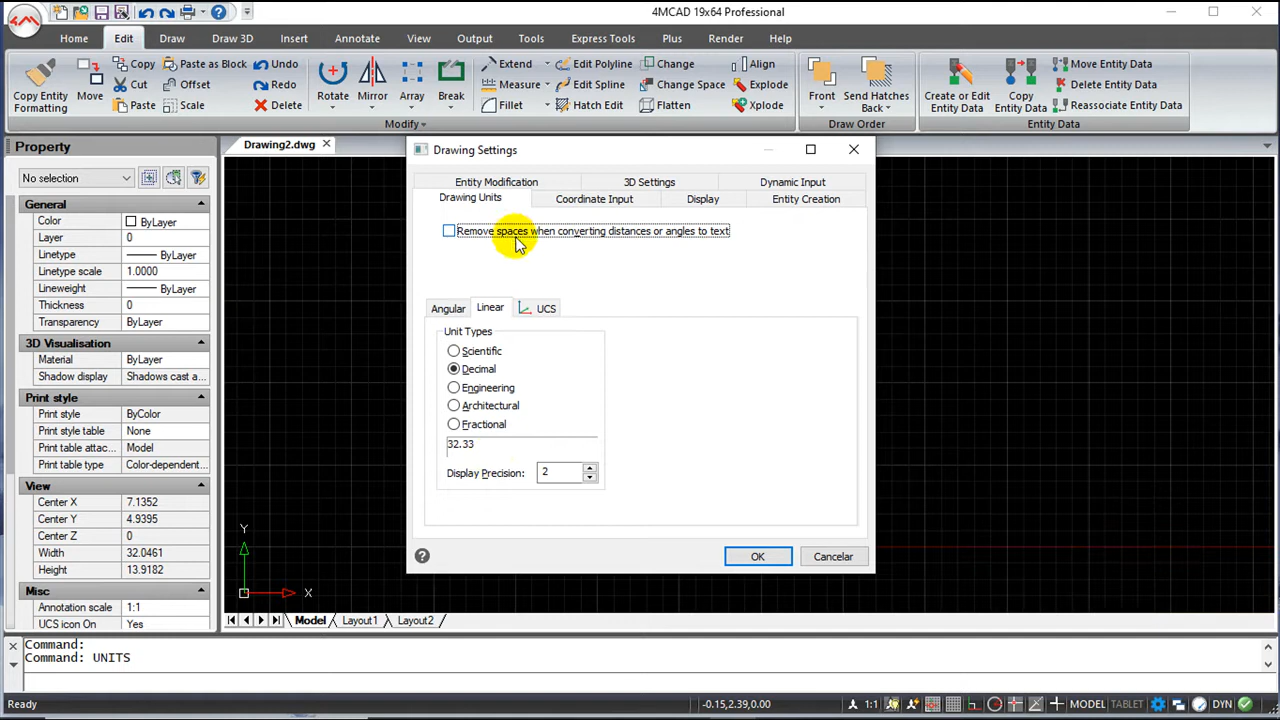 4MCAD 19x64 Professional
Home Edit Draw Draw 3D Insert Annotate View Output Tools Express Tools Plus Render Help
Copy Entity Formatting
Move
Copy
Cut
Paste
Paste as Block
Offset
Scale
Undo
Redo
Delete
Rotate
Mirror
Array
Break
Extend
Measure
Fillet
Edit Polyline
Edit Spline
Hatch Edit
Change
Change Space
Flatten
Align
Explode
Xplode
Modify
Front
Send Hatches Back
Draw Order
Create or Edit Entity Data
Copy Entity Data
Move Entity Data
Delete Entity Data
Reassociate Entity Data
Entity Data
Property
Drawing2.dwg
No selection
General
Color ByLayer
Layer 0
Linetype ByLayer
Linetype scale 1.0000
Lineweight ByLayer
Thickness 0
Transparency ByLayer
3D Visualisation
Material ByLayer
Shadow display Shadows cast a...
Print style
Print style ByColor
Print style table None
Print table attac... Model
Print table type Color-dependent...
View
Center X 7.1352
Center Y 4.9395
Center Z 0
Width 32.0461
Height 13.9182
Misc
Annotation scale 1:1
UCS icon On Yes
Drawing Settings
Entity Modification 3D Settings Dynamic Input
Drawing Units Coordinate Input Display Entity Creation
Remove spaces when converting distances or angles to text
Angular Linear UCS
Unit Types
Scientific
Decimal
Engineering
Architectural
Fractional
32.33
Display Precision: 2
OK Cancelar
Y
X
Model Layout1 Layout2
Command:
Command: UNITS
Ready -0.15,2.39,0.00 1:1 MODEL TABLET DYN